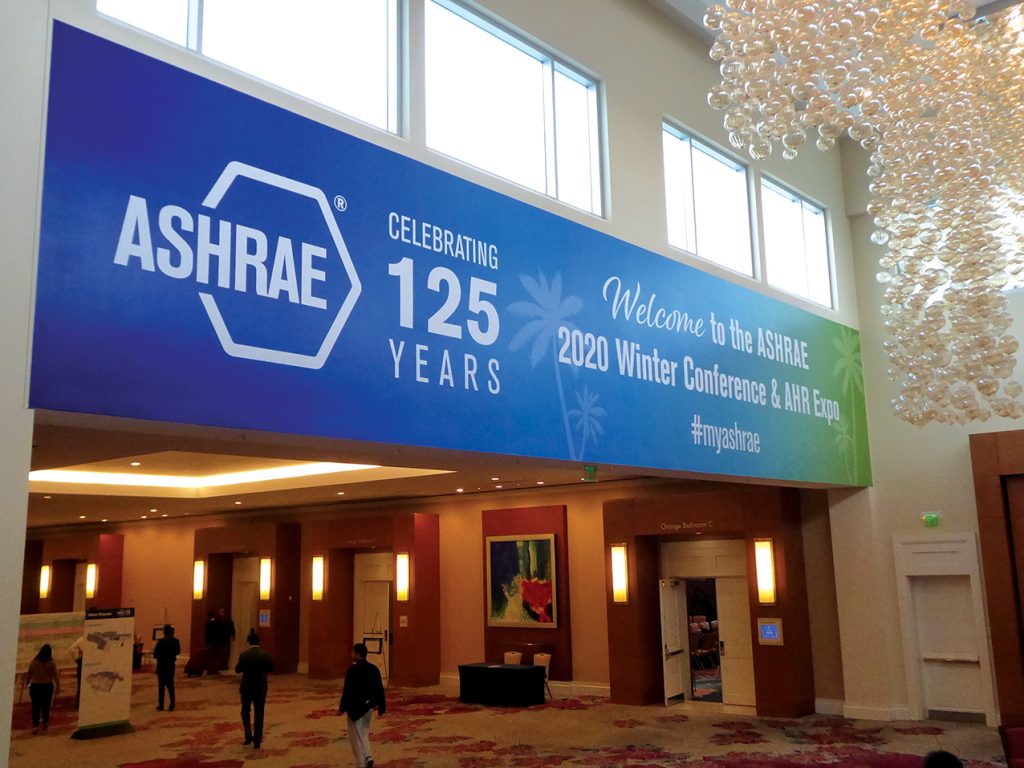 ASHRAE®
CELEBRATING
125
YEARS
Welcome to the ASHRAE
2020 Winter Conference & AHR Expo
#myashrae
Orange Ballroom C